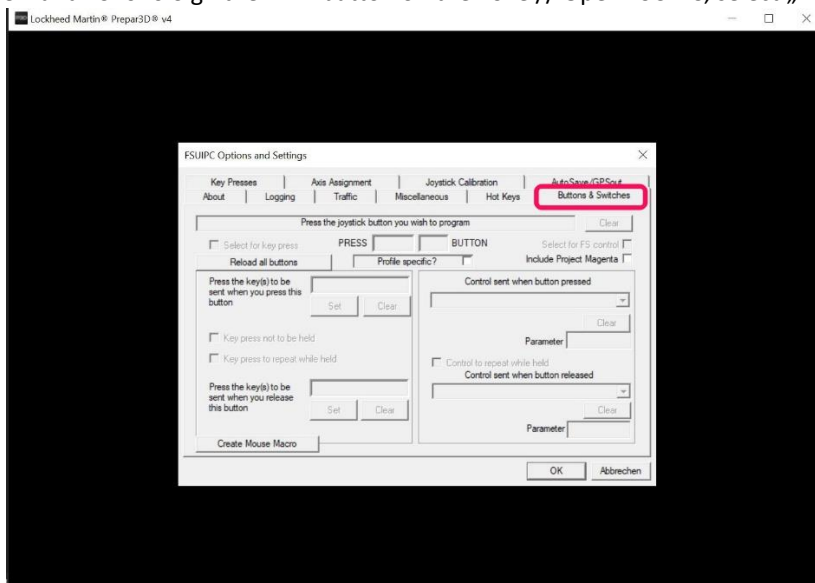 Lockheed Martin® Prepar3D® v4
FSUIPC Options and Settings
Key Presses Axis Assignment Joystick Calibration AutoSave/GPSout
About Logging Traffic Miscellaneous Hot Keys Buttons & Switches
Press the joystick button you wish to program Clear
Select for key press PRESS BUTTON Select for FS control
Reload all buttons Profile specific? Include Project Magenta
Press the key(s) to be
sent when you press this
button
Set Clear
Key press not to be held
Key press to repeat while held
Press the key(s) to be
sent when you release
this button
Set Clear
Create Mouse Macro
Control sent when button pressed
Clear
Parameter
Control to repeat while held
Control sent when button released
Clear
Parameter
OK Abbrechen